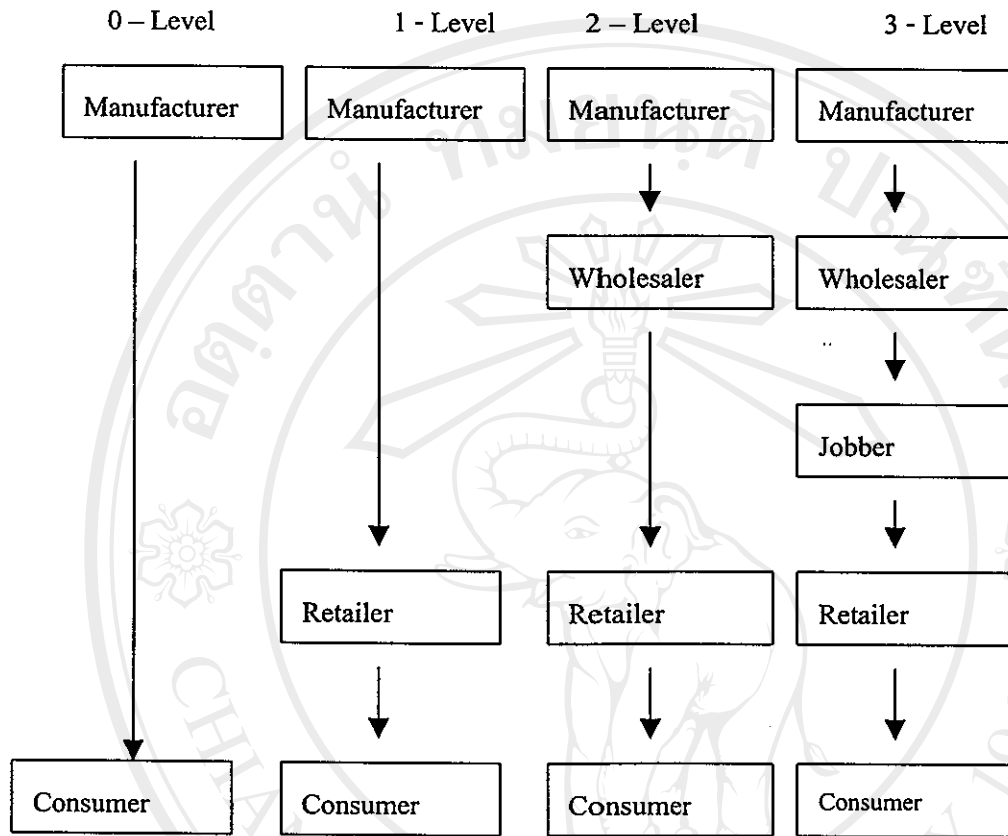 0 – Level 1 - Level 2 – Level 3 - Level
Manufacturer Manufacturer Manufacturer Manufacturer
Wholesaler Wholesaler
Jobber
Retailer Retailer Retailer
Consumer Consumer Consumer Consumer
CHIA